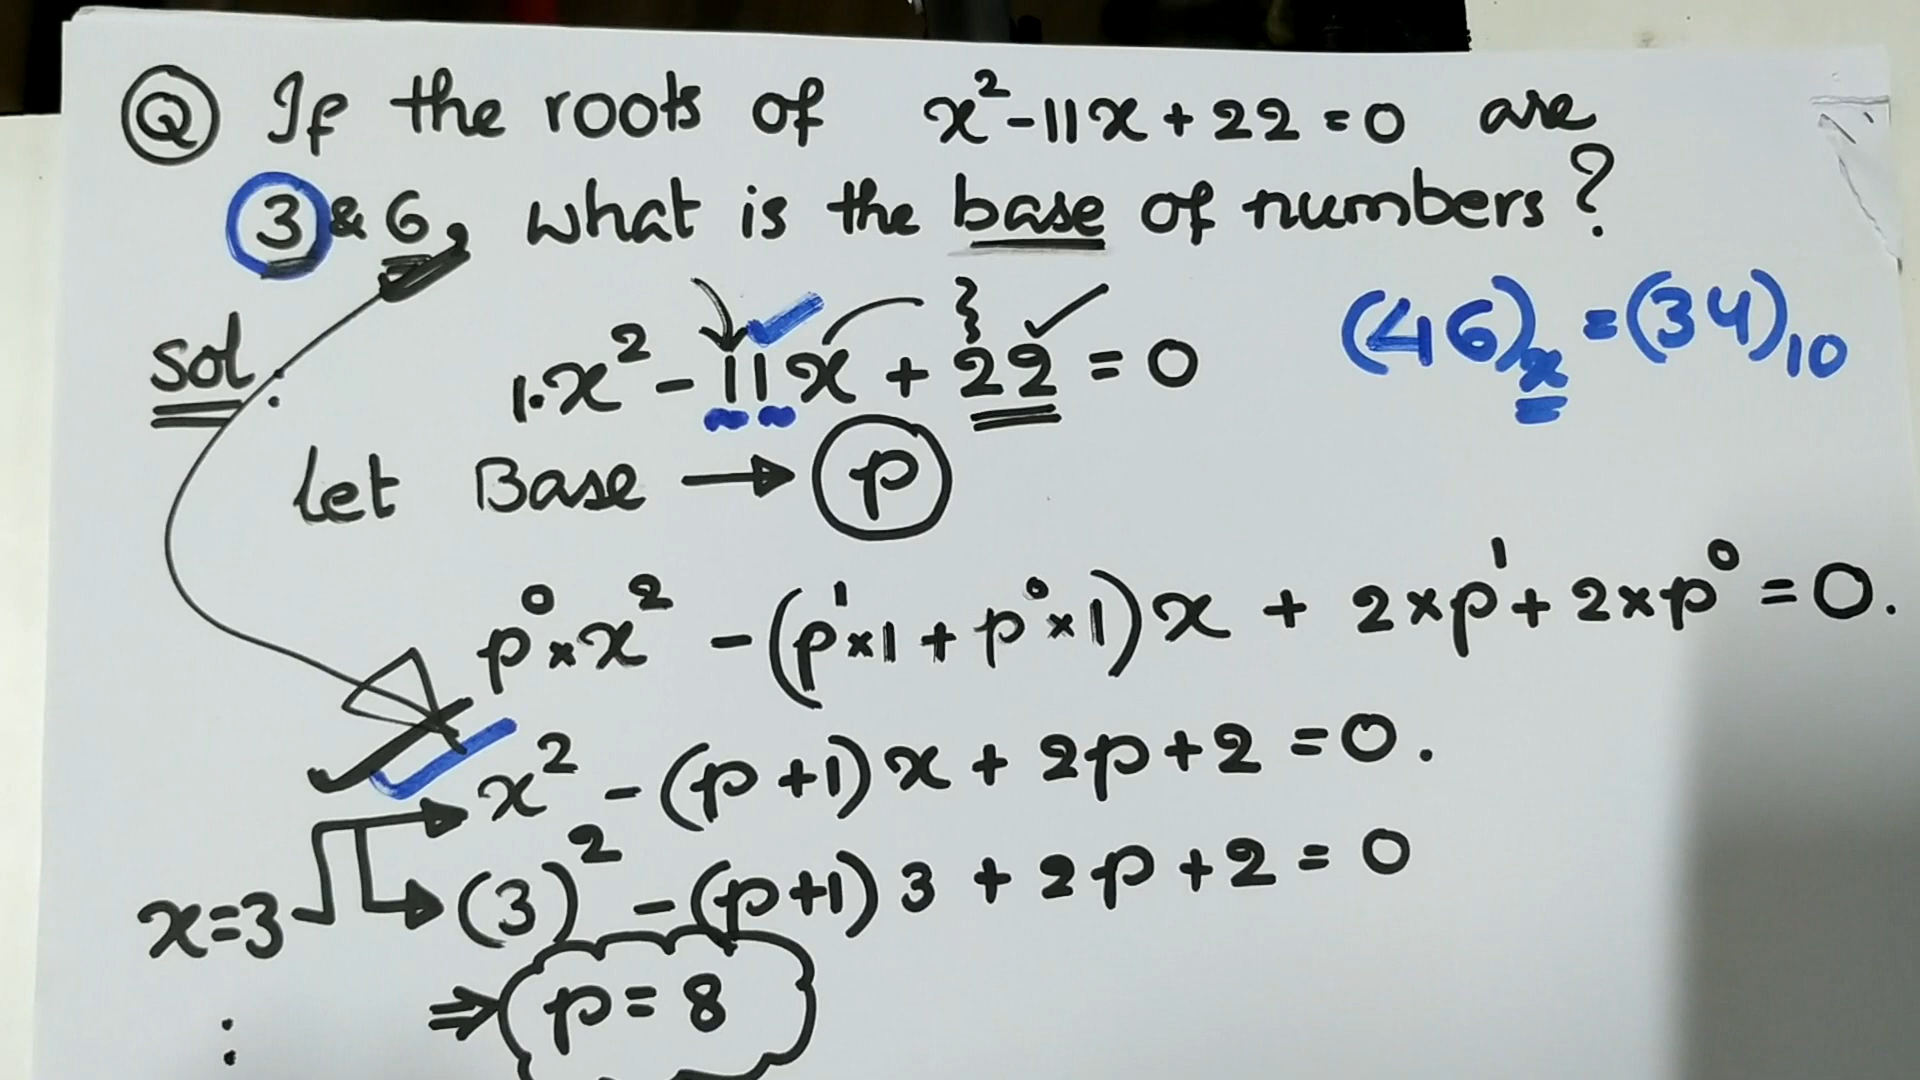 Q If the roots of x² - 11x + 22 = 0 are
3 & 6, what is the base of numbers?
sol. 1.x² - 11x + 22 = 0
(46)x = (34)10
Let Base → p
p⁰×x² - (p¹×1 + p⁰×1)x + 2×p¹ + 2×p⁰ = 0.
x² - (p+1)x + 2p + 2 = 0.
x=3 (3)² - (p+1)3 + 2p + 2 = 0
⇒ p = 8